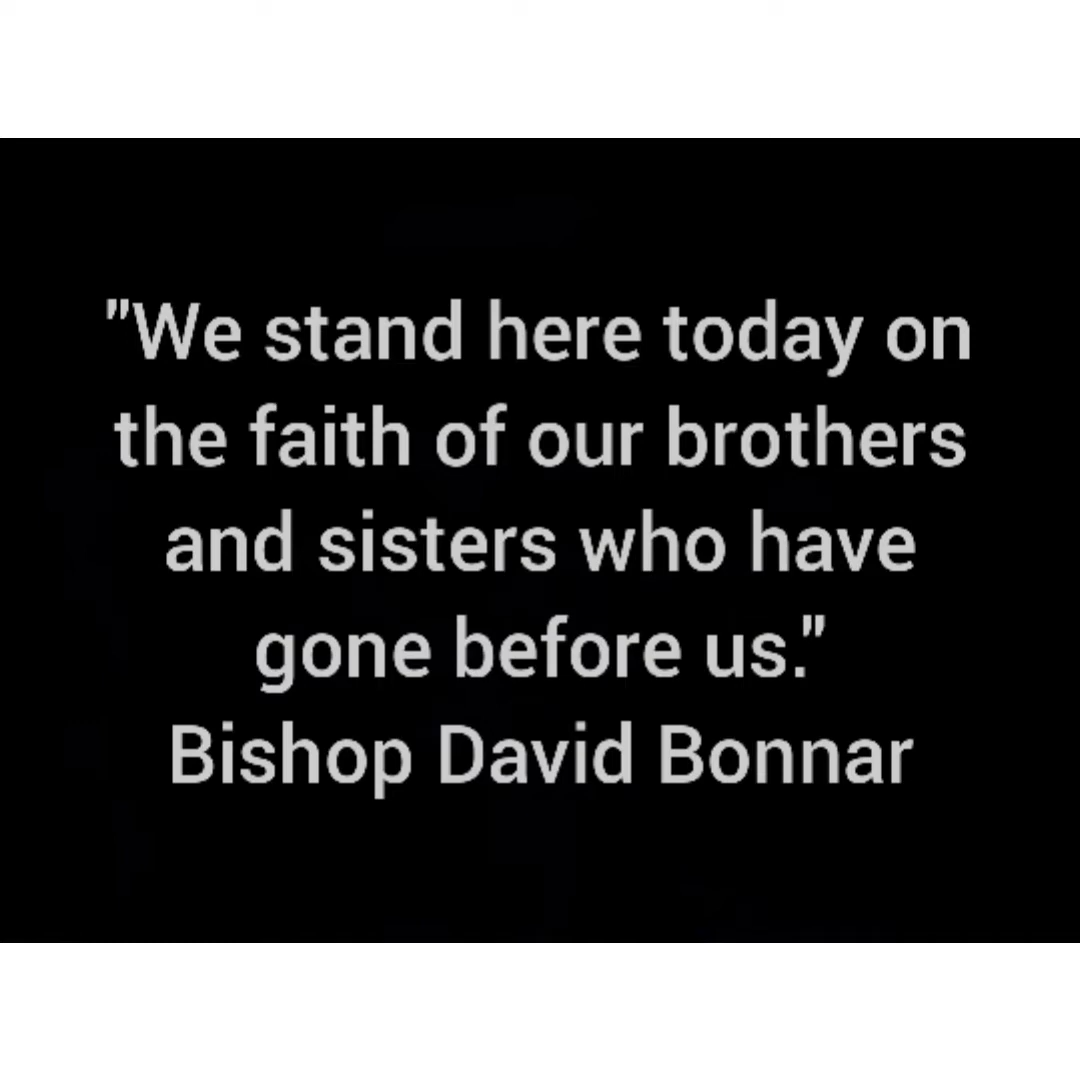 "We stand here today on
the faith of our brothers
and sisters who have
gone before us."
Bishop David Bonnar